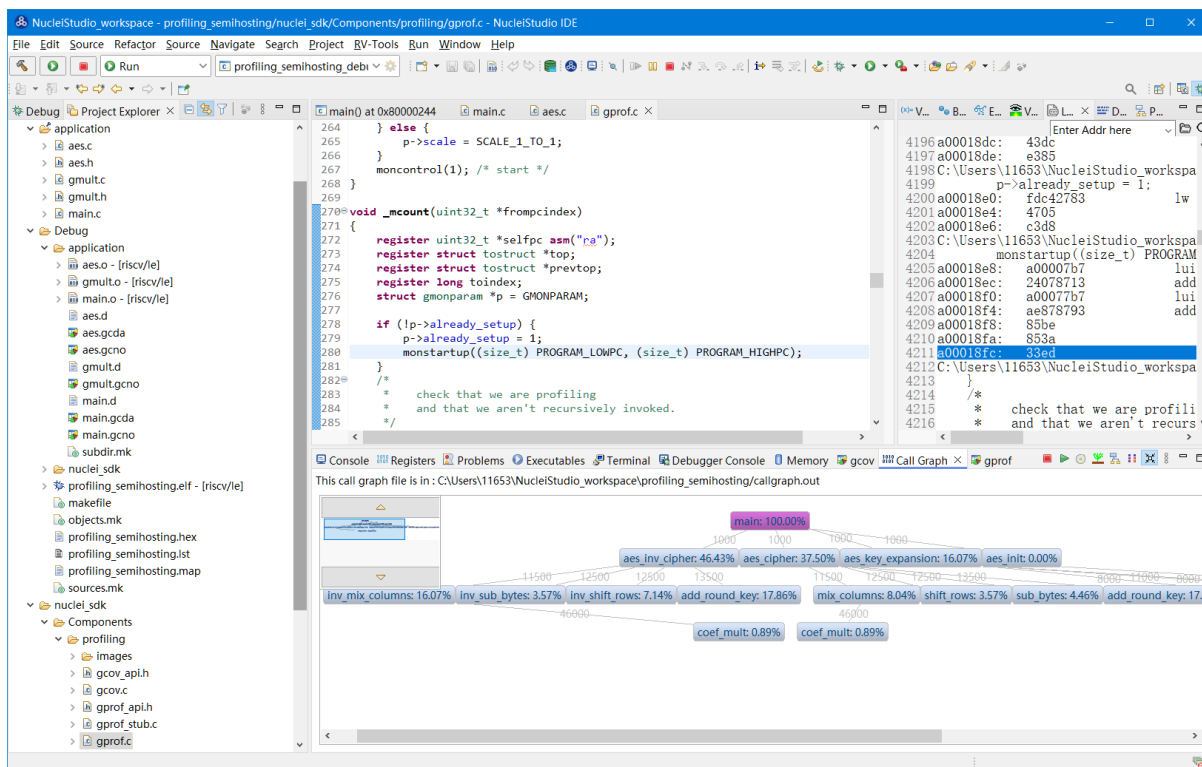 NucleiStudio_workspace - profiling_semihosting/nuclei_sdk/Components/profiling/gprof.c - NucleiStudio IDE
File Edit Source Refactor Source Navigate Search Project RV-Tools Run Window Help
Run
profiling_semihosting_debu
Debug
Project Explorer
application
aes.c
aes.h
gmult.c
gmult.h
main.c
Debug
application
aes.o - [riscv/le]
gmult.o - [riscv/le]
main.o - [riscv/le]
aes.d
aes.gcda
aes.gcno
gmult.d
gmult.gcno
main.d
main.gcda
main.gcno
subdir.mk
nuclei_sdk
profiling_semihosting.elf - [riscv/le]
makefile
objects.mk
profiling_semihosting.hex
profiling_semihosting.lst
profiling_semihosting.map
sources.mk
nuclei_sdk
Components
profiling
images
gcov_api.h
gcov.c
gprof_api.h
gprof_stub.c
gprof.c
main() at 0x80000244
main.c
aes.c
gprof.c
264 } else {
265 p->scale = SCALE_1_TO_1;
266 }
267 moncontrol(1); /* start */
268 }
269
270 void _mcount(uint32_t *frompcindex)
271 {
272 register uint32_t *selfpc asm("ra");
273 register struct tostruct *top;
274 register struct tostruct *prevtop;
275 register long toindex;
276 struct gmonparam *p = GMONPARAM;
277
278 if (!p->already_setup) {
279 p->already_setup = 1;
280 monstartup((size_t) PROGRAM_LOWPC, (size_t) PROGRAM_HIGHPC);
281 }
282 /*
283 * check that we are profiling
284 * and that we aren't recursively invoked.
285 */
V... B... E... V... L... D... P...
Enter Addr here
4196 a00018dc: 43dc
4197 a00018de: e385
4198 C:\Users\11653\NucleiStudio_workspa
4199 p->already_setup = 1;
4200 a00018e0: fdc42783 lw
4201 a00018e4: 4705
4202 a00018e6: c3d8
4203 C:\Users\11653\NucleiStudio_workspa
4204 monstartup((size_t) PROGRAM
4205 a00018e8: a00007b7 lui
4206 a00018ec: 24078713 add
4207 a00018f0: a00077b7 lui
4208 a00018f4: ae878793 add
4209 a00018f8: 85be
4210 a00018fa: 853a
4211 a00018fc: 33ed
4212 C:\Users\11653\NucleiStudio_workspa
4213 }
4214 /*
4215 * check that we are profili
4216 * and that we aren't recurs
Console Registers Problems Executables Terminal Debugger Console Memory gcov Call Graph gprof
This call graph file is in : C:\Users\11653\NucleiStudio_workspace\profiling_semihosting/callgraph.out
main: 100.00%
1000 1000 1000 1000
aes_inv_cipher: 46.43% aes_cipher: 37.50% aes_key_expansion: 16.07% aes_init: 0.00%
11500 12500 12500 13500 11500 12500 12500 13500 8000 11000 8000
inv_mix_columns: 16.07% inv_sub_bytes: 3.57% inv_shift_rows: 7.14% add_round_key: 17.86% mix_columns: 8.04% shift_rows: 3.57% sub_bytes: 4.46% add_round_key: 17.
46000 46000
coef_mult: 0.89% coef_mult: 0.89%